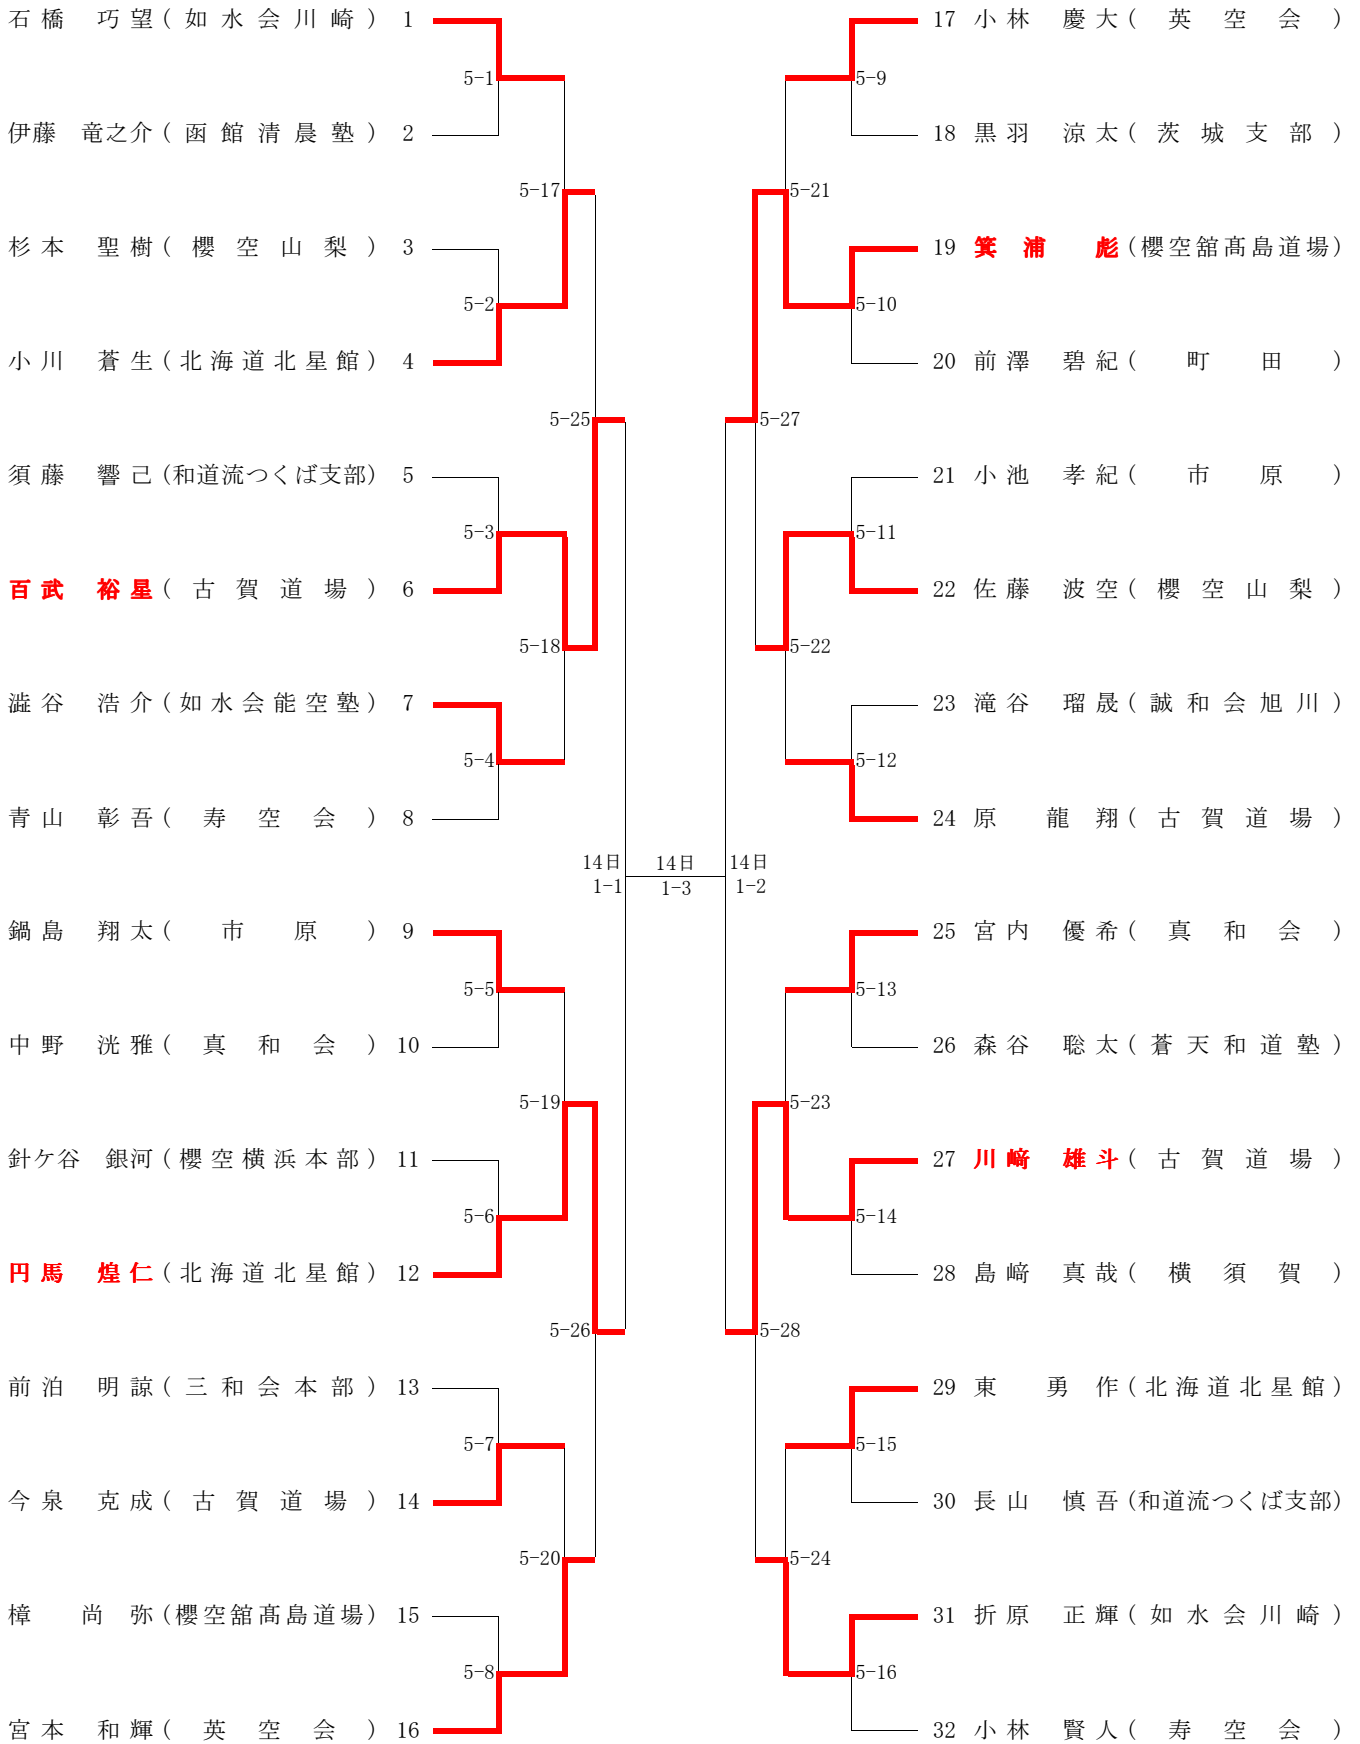 石橋 巧望(如水会川崎) 1
5-1
伊藤 竜之介(函館清晨塾) 2
5-17
杉本 聖樹(櫻空山梨) 3
5-2
小川 蒼生(北海道北星館) 4
5-25
須藤 響己(和道流つくば支部) 5
5-3
百武 裕星(古賀道場) 6
5-18
澁谷 浩介(如水会能空塾) 7
5-4
青山 彰吾(寿空会) 8
14日
1-1
14日
1-3
14日
1-2
鍋島 翔太(市原) 9
5-5
中野 洸雅(真和会) 10
5-19
針ケ谷 銀河(櫻空横浜本部) 11
5-6
円馬 煌仁(北海道北星館) 12
5-26
前泊 明諒(三和会本部) 13
5-7
今泉 克成(古賀道場) 14
5-20
樟 尚弥(櫻空舘髙島道場) 15
5-8
宮本 和輝(英空会) 16
17 小林 慶大(英空会)
5-9
18 黒羽 涼太(茨城支部)
5-21
19 箕浦 彪(櫻空舘髙島道場)
5-10
20 前澤 碧紀(町田)
5-27
21 小池 孝紀(市原)
5-11
22 佐藤 波空(櫻空山梨)
5-22
23 滝谷 瑠晟(誠和会旭川)
5-12
24 原 龍翔(古賀道場)
25 宮内 優希(真和会)
5-13
26 森谷 聡太(蒼天和道塾)
5-23
27 川﨑 雄斗(古賀道場)
5-14
28 島﨑 真哉(横須賀)
5-28
29 東 勇作(北海道北星館)
5-15
30 長山 慎吾(和道流つくば支部)
5-24
31 折原 正輝(如水会川崎)
5-16
32 小林 賢人(寿空会)